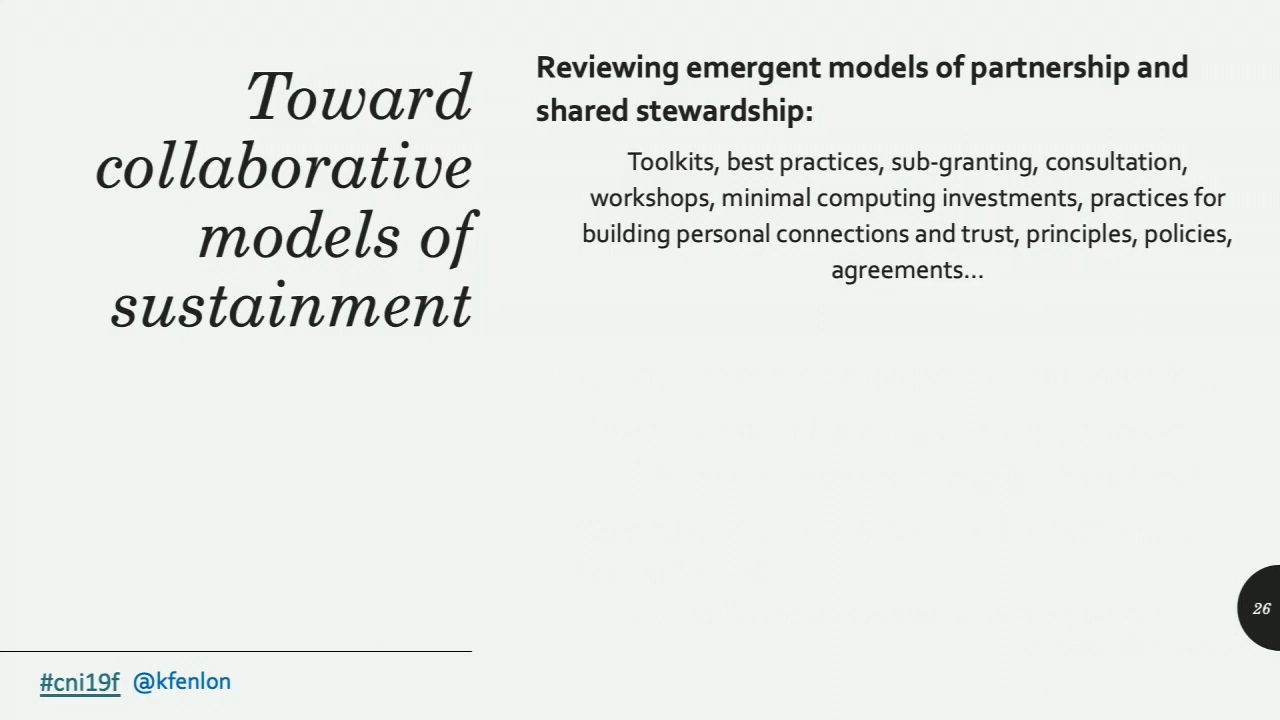 Toward
collaborative
models of
sustainment
Reviewing emergent models of partnership and
shared stewardship:
Toolkits, best practices, sub-granting, consultation,
workshops, minimal computing investments, practices for
building personal connections and trust, principles, policies,
agreements...
26
#cni19f @kfenlon